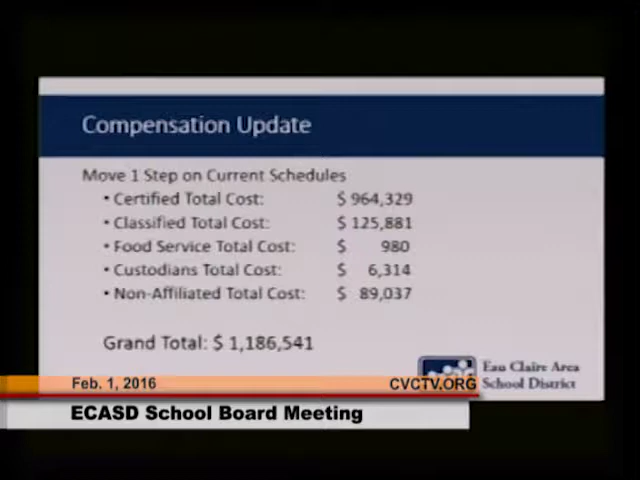 Compensation Update
Move 1 Step on Current Schedules
• Certified Total Cost: $ 964,329
• Classified Total Cost: $ 125,881
• Food Service Total Cost: $ 980
• Custodians Total Cost: $ 6,314
• Non-Affiliated Total Cost: $ 89,037
Grand Total: $ 1,186,541
Eau Claire Area
School District
Feb. 1, 2016 CVCTV.ORG
ECASD School Board Meeting